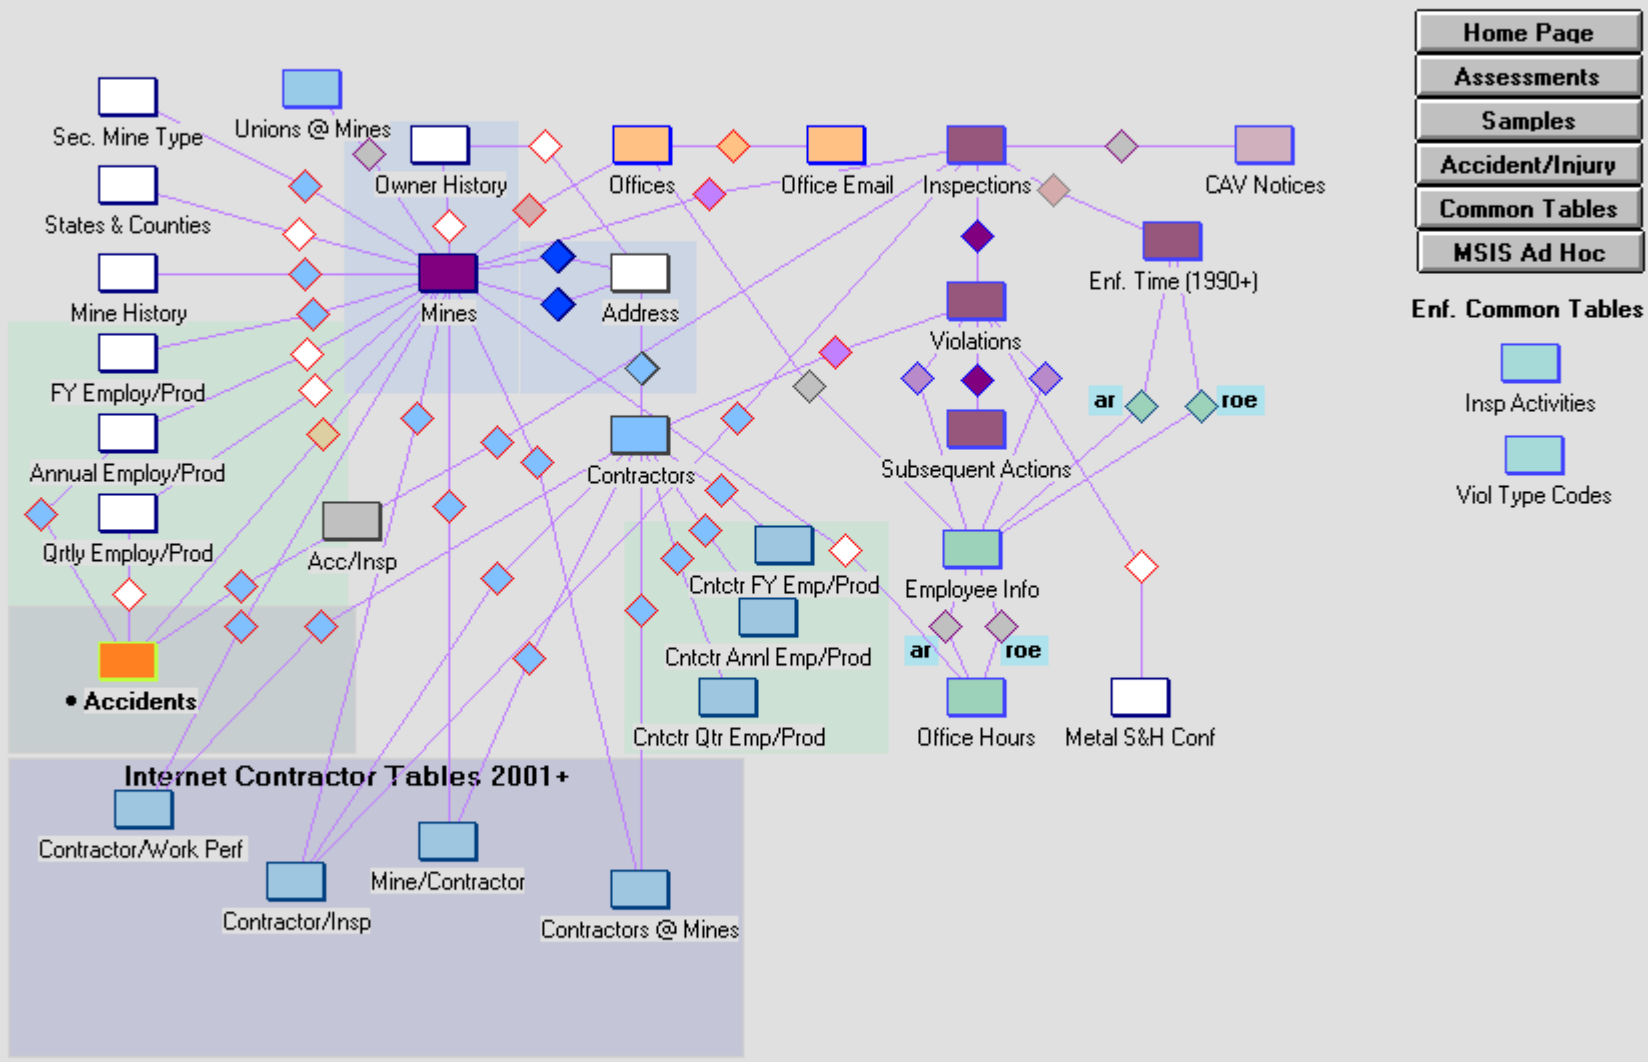 Home Page
Assessments
Samples
Accident/Injury
Common Tables
MSIS Ad Hoc
Enf. Common Tables
Insp Activities
Viol Type Codes
Sec. Mine Type
Unions @ Mines
Owner History
Offices
Office Email
Inspections
CAV Notices
States & Counties
Mine History
Mines
Address
Enf. Time (1990+)
Violations
FY Employ/Prod
ar
roe
Annual Employ/Prod
Contractors
Subsequent Actions
Qrtly Employ/Prod
Acc/Insp
Cntctr FY Emp/Prod
Employee Info
Cntctr Annl Emp/Prod
ar
roe
• Accidents
Cntctr Qtr Emp/Prod
Office Hours
Metal S&H Conf
Internet Contractor Tables 2001+
Contractor/Work Perf
Mine/Contractor
Contractor/Insp
Contractors @ Mines